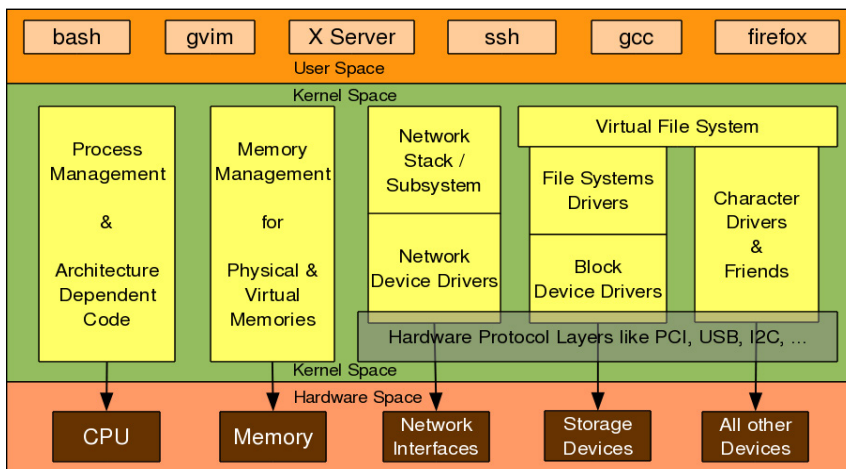 bash
gvim
X Server
ssh
gcc
firefox
User Space
Kernel Space
Process
Management
&
Architecture
Dependent
Code
Memory
Management
for
Physical &
Virtual
Memories
Network
Stack /
Subsystem
Network
Device Drivers
Virtual File System
File Systems
Drivers
Block
Device Drivers
Character
Drivers
&
Friends
Hardware Protocol Layers like PCI, USB, I2C, ...
Kernel Space
Hardware Space
CPU
Memory
Network
Interfaces
Storage
Devices
All other
Devices